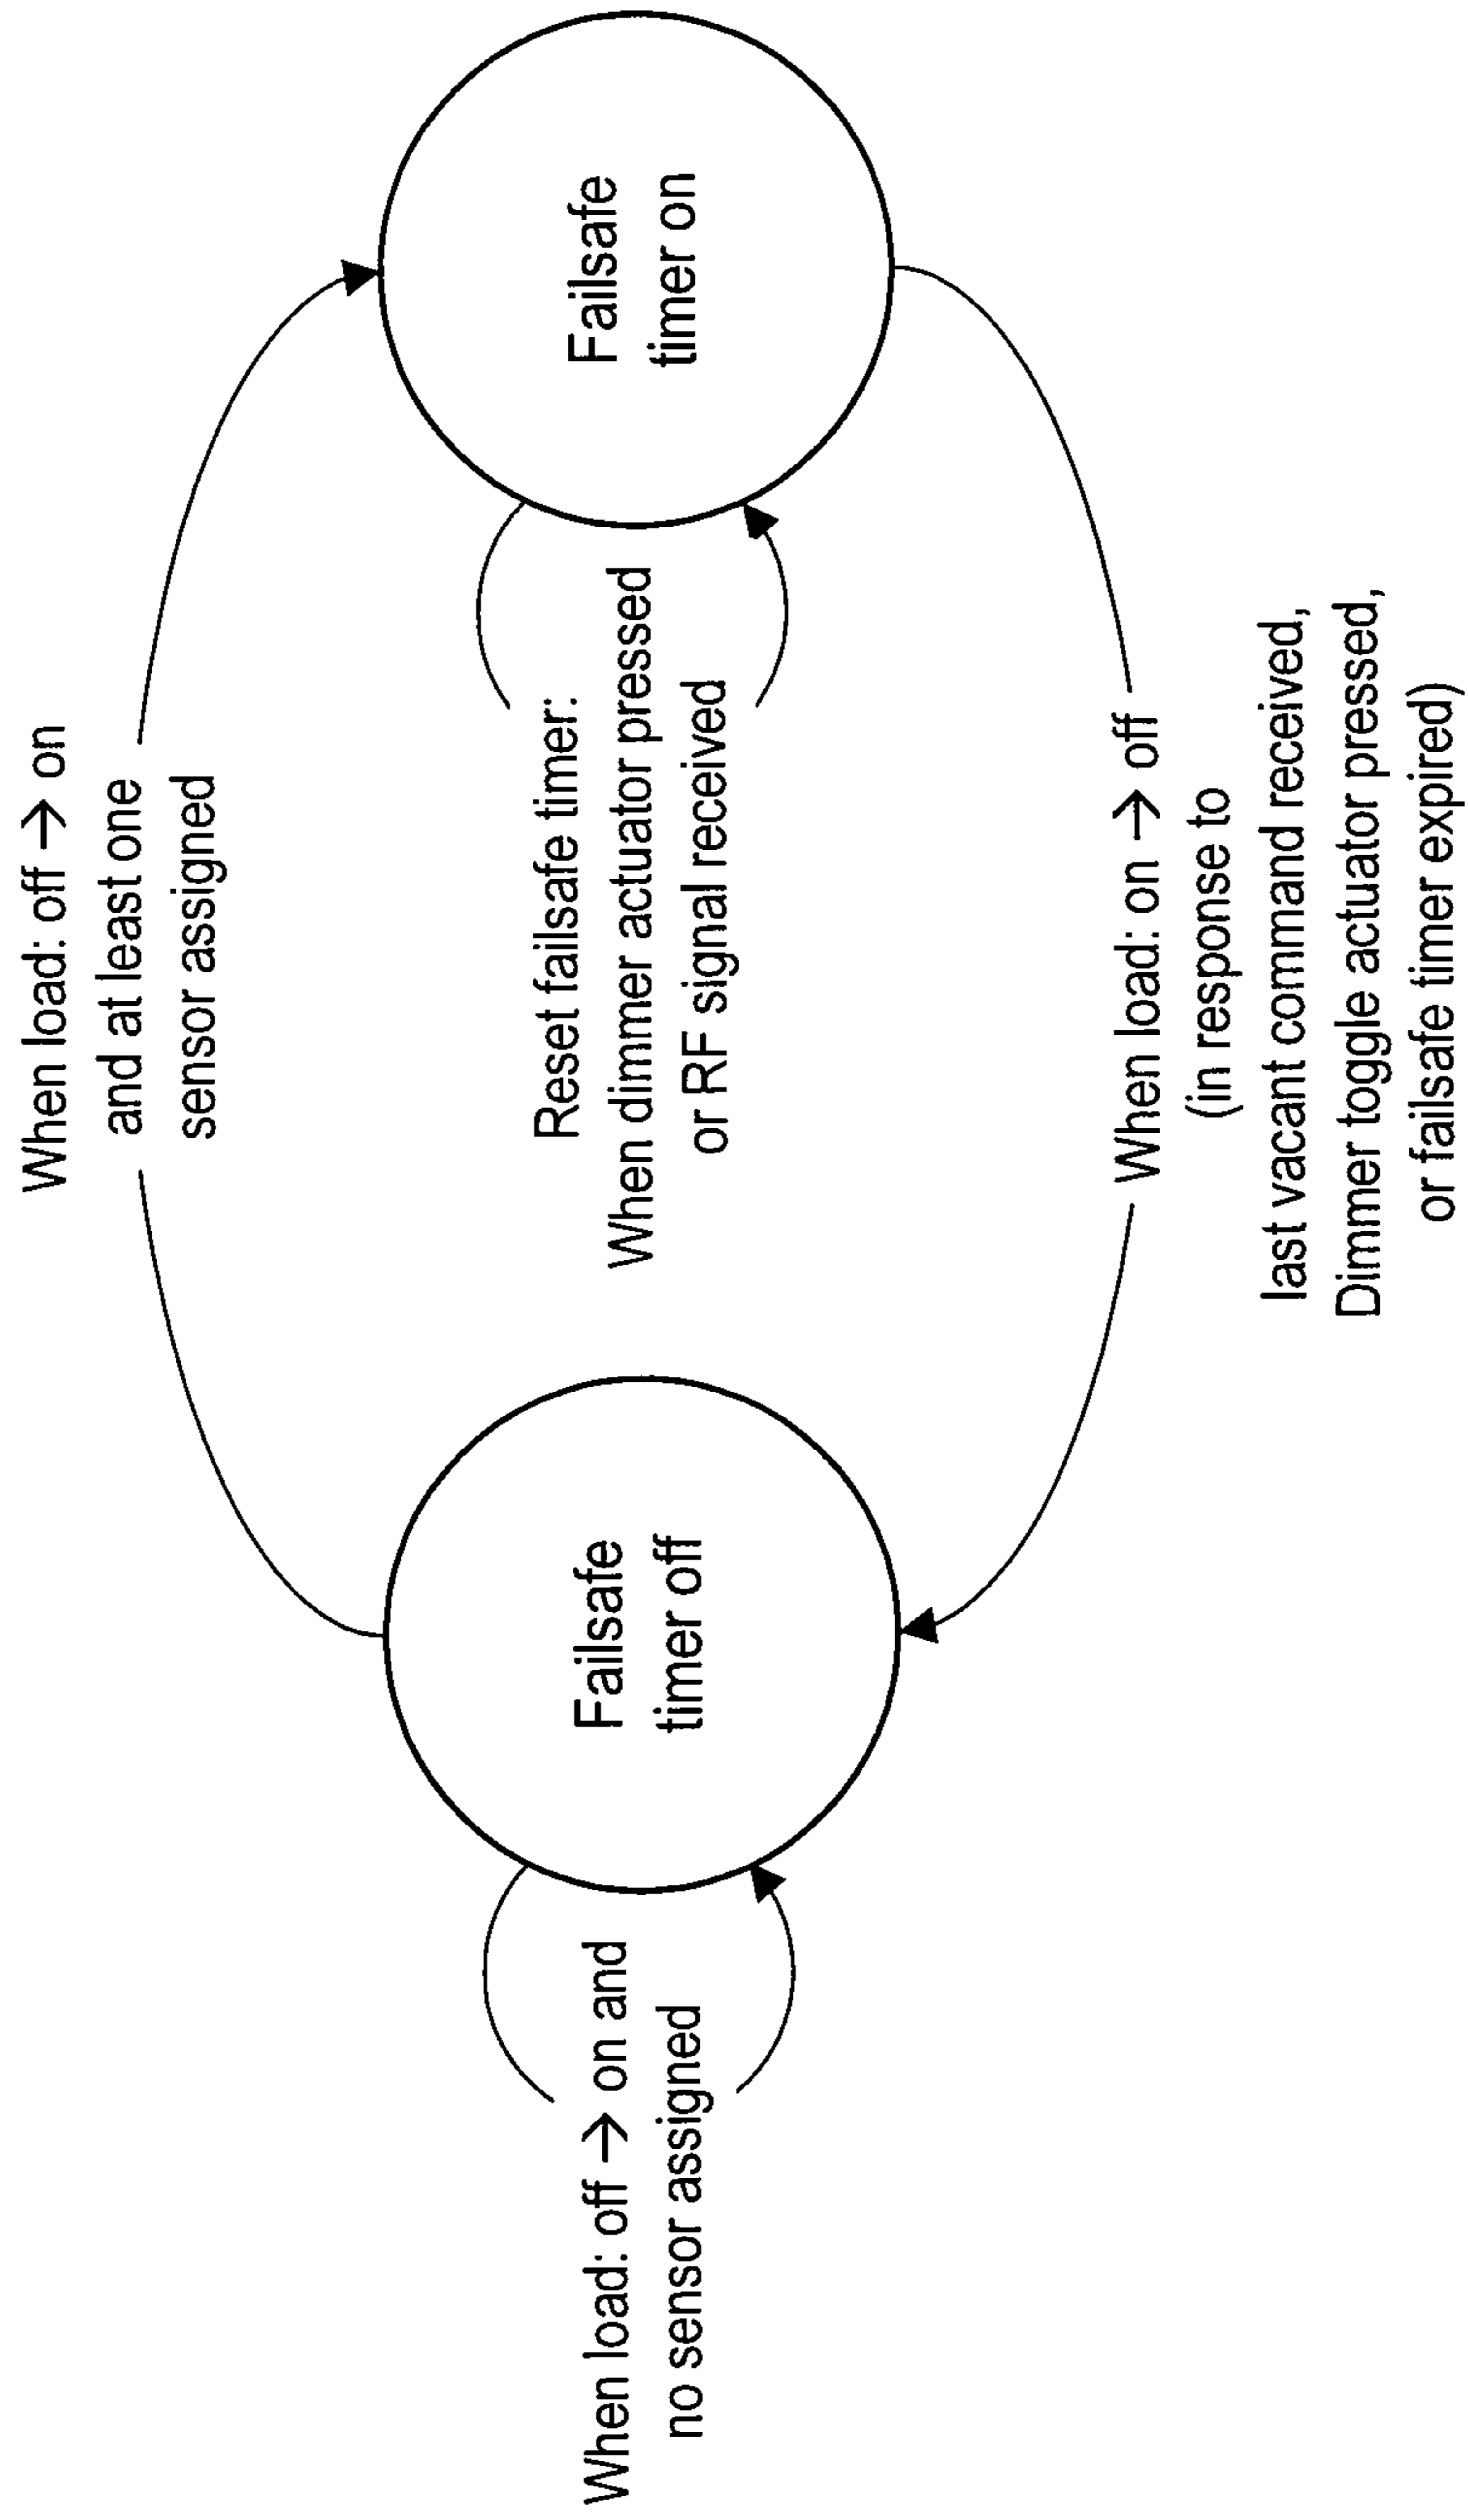 When load: off → on
and at least one
sensor assigned
When load: off → on and
no sensor assigned
Failsafe
timer off
Reset failsafe timer:
When dimmer actuator pressed
or RF signal received
Failsafe
timer on
When load: on → off
(in response to
last vacant command received,
Dimmer toggle actuator pressed,
or failsafe timer expired)